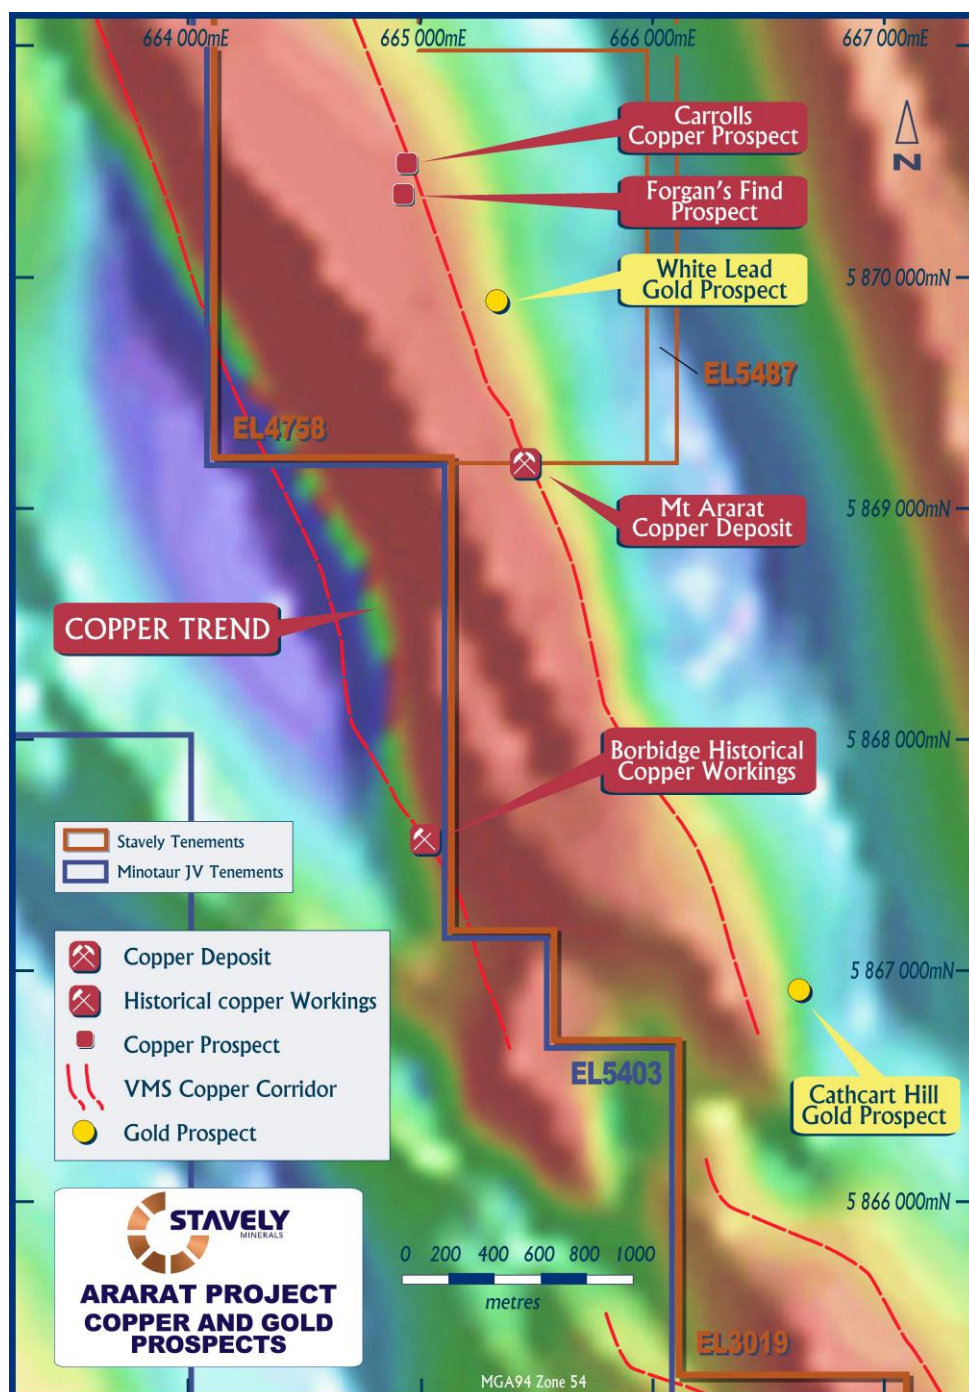 664 000mE
665 000mE
666 000mE
667 000mE
Carrolls
Copper Prospect
N
Forgan's Find
Prospect
White Lead
Gold Prospect
5 870 000mN
EL5487
EL4758
Mt Ararat
Copper Deposit
5 869 000mN
COPPER TREND
Borbidge Historical
Copper Workings
5 868 000mN
Stavely Tenements
Minotaur JV Tenements
Copper Deposit
Historical copper Workings
Copper Prospect
VMS Copper Corridor
Gold Prospect
5 867 000mN
EL5403
Cathcart Hill
Gold Prospect
5 866 000mN
STAVELY
MINERALS
ARARAT PROJECT
COPPER AND GOLD
PROSPECTS
0 200 400 600 800 1000
metres
EL3019
MGA94 Zone 54